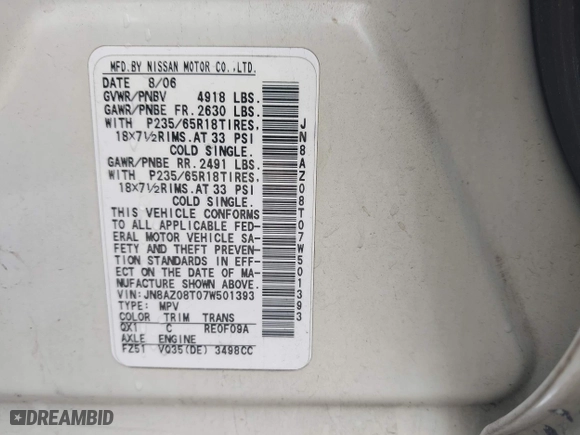 MFD.BY NISSAN MOTOR CO.,LTD.
DATE 8/06
GVWR/PNBV 4918 LBS.
GAWR/PNBE FR. 2630 LBS.
WITH P235/65R18TIRES,
18×7½RIMS.AT 33 PSI
COLD SINGLE.
GAWR/PNBE RR. 2491 LBS.
WITH P235/65R18TIRES,
18×7½RIMS.AT 33 PSI
COLD SINGLE.
THIS VEHICLE CONFORMS
TO ALL APPLICABLE FED-
ERAL MOTOR VEHICLE SA-
FETY AND THEFT PREVEN-
TION STANDARDS IN EFF-
ECT ON THE DATE OF MA-
NUFACTURE SHOWN ABOVE.
VIN:JN8AZ08T07W501393
TYPE: MPV
COLOR TRIM TRANS
QX1 C RE0F09A
AXLE ENGINE
FZ51 VQ35(DE) 3498CC
JN8AZ08T07W501393
DREAMBID